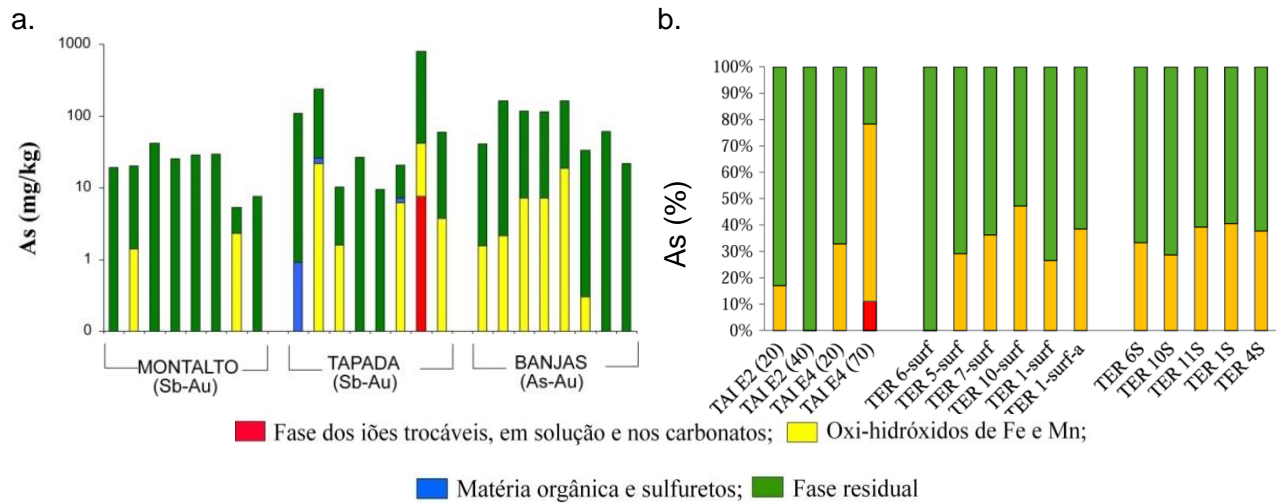 a.
As (mg/kg)
1000
100
10
1
0
MONTALTO
(Sb-Au)
TAPADA
(Sb-Au)
BANJAS
(As-Au)
b.
As (%)
100%
90%
80%
70%
60%
50%
40%
30%
20%
10%
0%
TAI E2 (20)
TAI E2 (40)
TAI E4 (20)
TAI E4 (70)
TER 6-surf
TER 5-surf
TER 7-surf
TER 10-surf
TER 1-surf
TER 1-surf-a
TER 6S
TER 10S
TER 11S
TER 1S
TER 4S
Fase dos iões trocáveis, em solução e nos carbonatos; Oxi-hidróxidos de Fe e Mn;
Matéria orgânica e sulfuretos; Fase residual